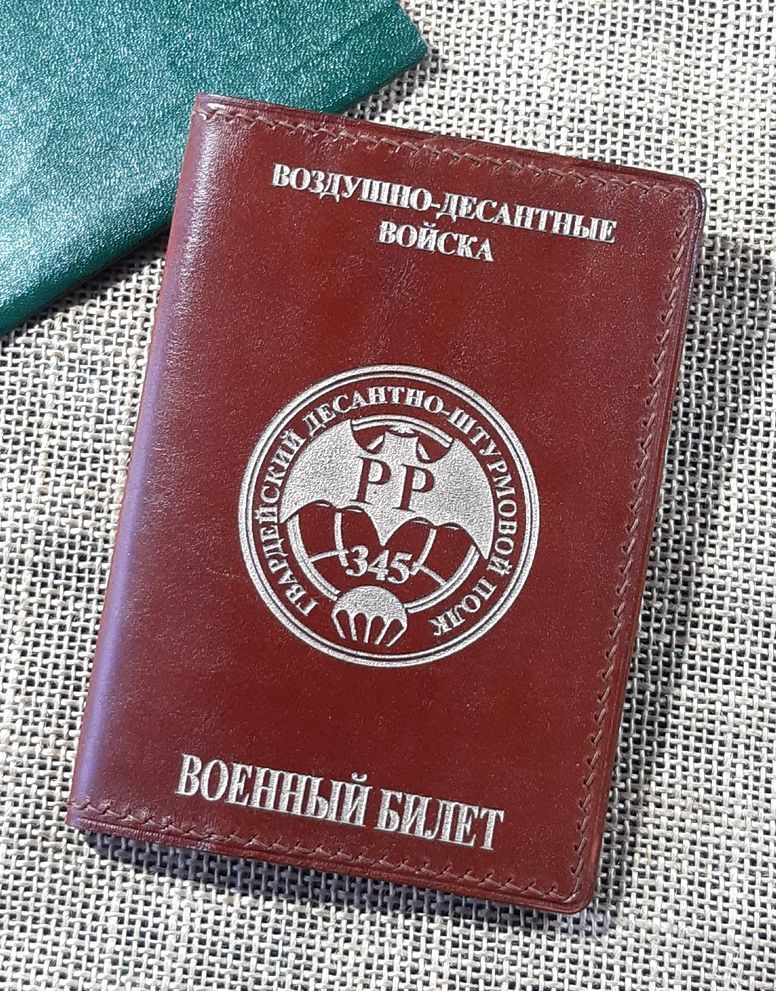 ВОЗДУШНО-ДЕСАНТНЫЕ
ВОЙСКА
ГВАРДЕЙСКИЙ ДЕСАНТНО-ШТУРМОВОЙ ПОЛК
РР
345
ВОЕННЫЙ БИЛЕТ